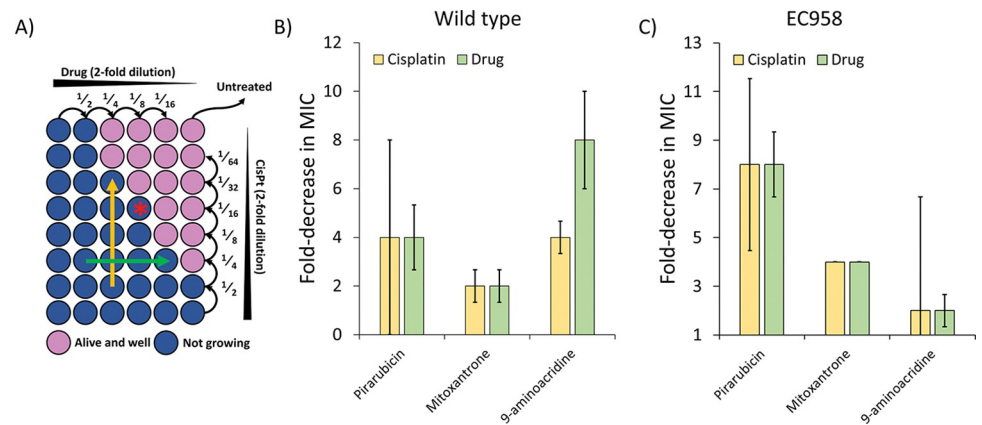 A)
Drug (2-fold dilution)
Untreated
1/2 1/4 1/8 1/16
1/64
1/32
1/16
1/8
1/4
1/2
CisPt (2-fold dilution)
*
Alive and well
Not growing
B)
Wild type
Fold-decrease in MIC
12
10
8
6
4
2
0
Cisplatin
Drug
Pirarubicin
Mitoxantrone
9-aminoacridine
C)
EC958
Fold-decrease in MIC
13
11
9
7
5
3
1
Cisplatin
Drug
Pirarubicin
Mitoxantrone
9-aminoacridine